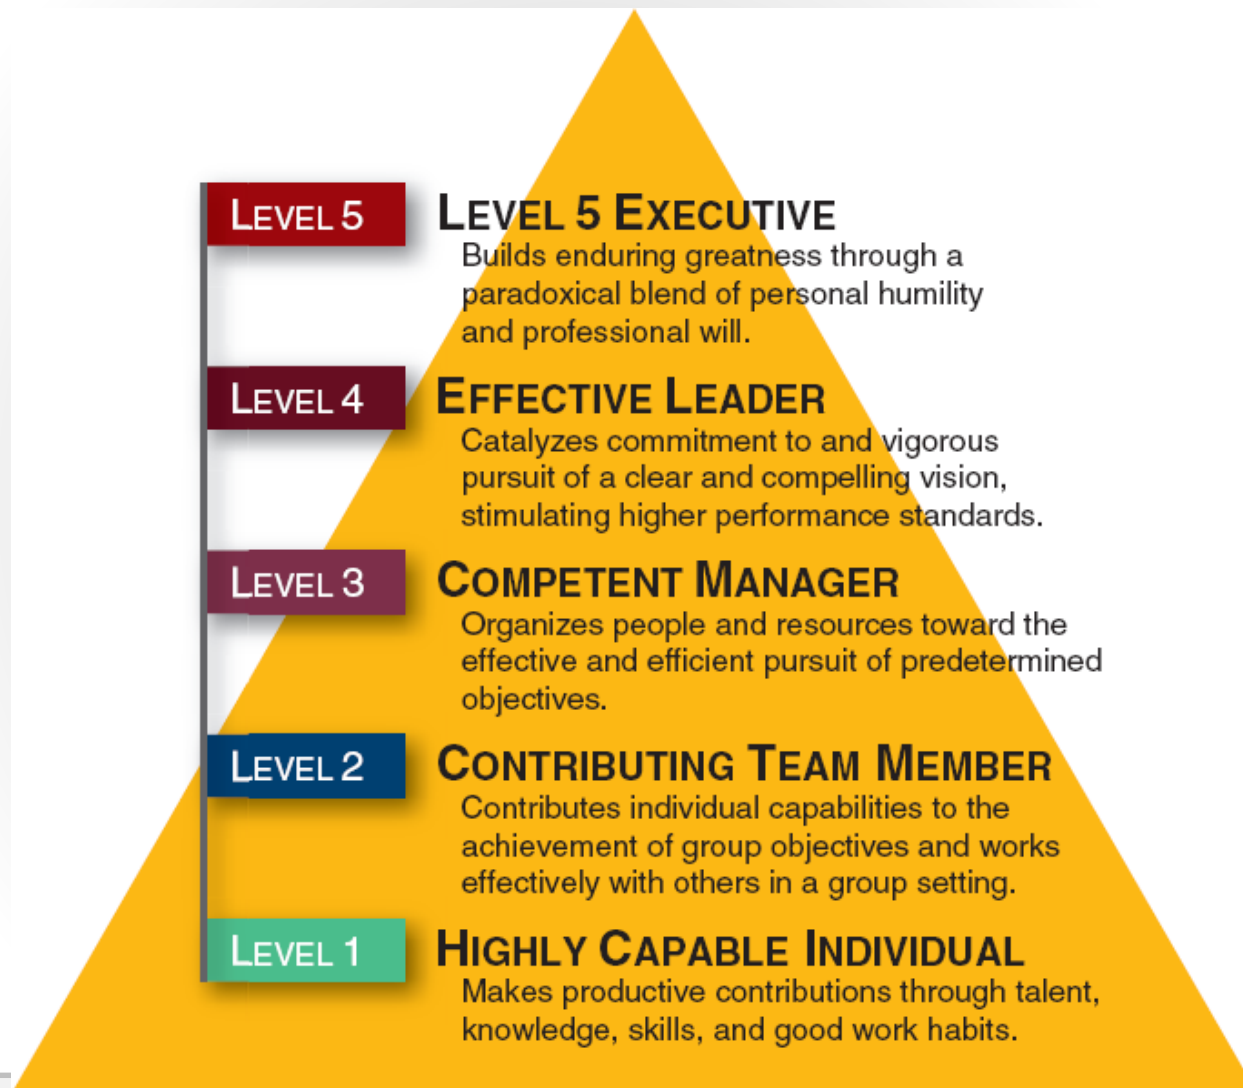 LEVEL 5
LEVEL 5 EXECUTIVE
Builds enduring greatness through a
paradoxical blend of personal humility
and professional will.
LEVEL 4
EFFECTIVE LEADER
Catalyzes commitment to and vigorous
pursuit of a clear and compelling vision,
stimulating higher performance standards.
LEVEL 3
COMPETENT MANAGER
Organizes people and resources toward the
effective and efficient pursuit of predetermined
objectives.
LEVEL 2
CONTRIBUTING TEAM MEMBER
Contributes individual capabilities to the
achievement of group objectives and works
effectively with others in a group setting.
LEVEL 1
HIGHLY CAPABLE INDIVIDUAL
Makes productive contributions through talent,
knowledge, skills, and good work habits.